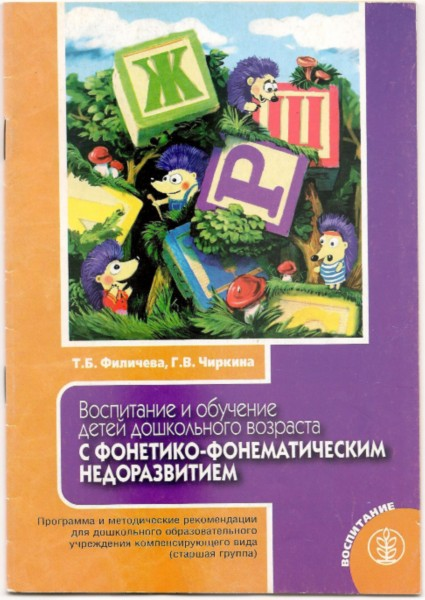 Ж
Ш
Р
Т.Б. Филичева, Г.В. Чиркина
Воспитание и обучение
детей дошкольного возраста
С ФОНЕТИКО-ФОНЕМАТИЧЕСКИМ
НЕДОРАЗВИТИЕМ
Программа и методические рекомендации
для дошкольного образовательного
учреждения компенсирующего вида
(старшая группа)
ВОСПИТАНИЕ